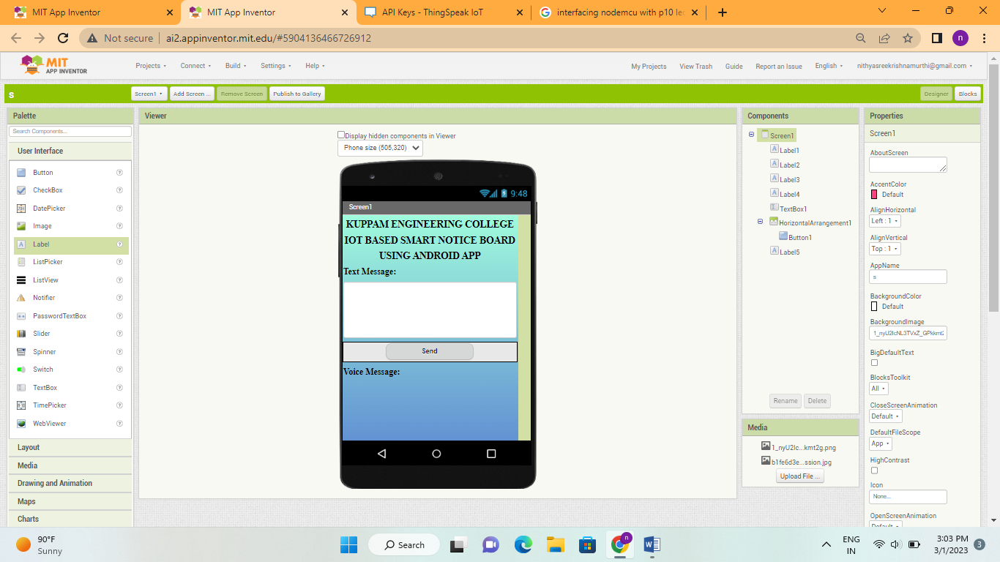 MIT App Inventor
MIT App Inventor
API Keys - ThingSpeak IoT
interfacing nodemcu with p10 led
Not secure
ai2.appinventor.mit.edu/#5904136466726912
n
MIT
APP INVENTOR
Projects
Connect
Build
Settings
Help
My Projects
View Trash
Guide
Report an Issue
English
nithyasreekrishnamurthi@gmail.com
s
Screen1
Add Screen ...
Remove Screen
Publish to Gallery
Designer
Blocks
Palette
Search Components...
User Interface
Button
CheckBox
DatePicker
Image
Label
ListPicker
ListView
Notifier
PasswordTextBox
Slider
Spinner
Switch
TextBox
TimePicker
WebViewer
Layout
Media
Drawing and Animation
Maps
Charts
Viewer
Display hidden components in Viewer
Phone size (505,320)
9:48
Screen1
KUPPAM ENGINEERING COLLEGE
IOT BASED SMART NOTICE BOARD
USING ANDROID APP
Text Message:
Send
Voice Message:
Components
Screen1
Label1
Label2
Label3
Label4
TextBox1
HorizontalArrangement1
Button1
Label5
Rename
Delete
Media
1_nyU2Ic...kmt2g.png
b1fe6d3e...ssion.jpg
Upload File ...
Properties
Screen1
AboutScreen
AccentColor
Default
AlignHorizontal
Left : 1
AlignVertical
Top : 1
AppName
s
BackgroundColor
Default
BackgroundImage
1_nyU2IcNL3TVxZ_GPkkmt2
BigDefaultText
BlocksToolkit
All
CloseScreenAnimation
Default
DefaultFileScope
App
HighContrast
Icon
None...
OpenScreenAnimation
Default
90°F
Sunny
Search
n
ENG
IN
3:03 PM
3/1/2023
3